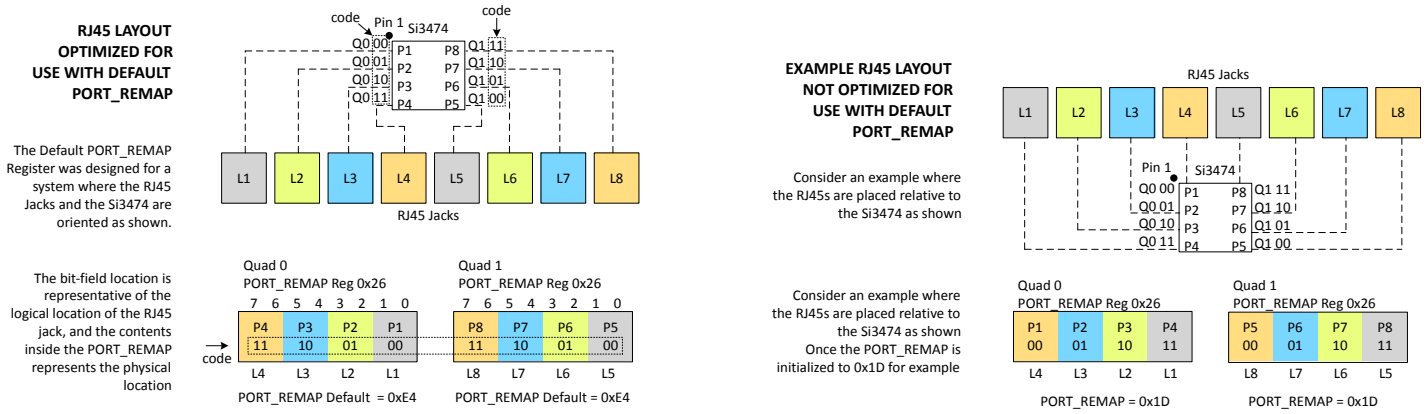 RJ45 LAYOUT
OPTIMIZED FOR
USE WITH DEFAULT
PORT_REMAP
code
Pin 1
Si3474
code
Q0 00 P1 P8 Q1 11
Q0 01 P2 P7 Q1 10
Q0 10 P3 P6 Q1 01
Q0 11 P4 P5 Q1 00
The Default PORT_REMAP
Register was designed for a
system where the RJ45
Jacks and the Si3474 are
oriented as shown.
L1 L2 L3 L4 L5 L6 L7 L8
RJ45 Jacks
The bit-field location is
representative of the
logical location of the RJ45
jack, and the contents
inside the PORT_REMAP
represents the physical
location
Quad 0
PORT_REMAP Reg 0x26
7 6 5 4 3 2 1 0
P4 P3 P2 P1
code
11 10 01 00
L4 L3 L2 L1
PORT_REMAP Default = 0xE4
Quad 1
PORT_REMAP Reg 0x26
7 6 5 4 3 2 1 0
P8 P7 P6 P5
11 10 01 00
L8 L7 L6 L5
PORT_REMAP Default = 0xE4
EXAMPLE RJ45 LAYOUT
NOT OPTIMIZED FOR
USE WITH DEFAULT
PORT_REMAP
RJ45 Jacks
L1 L2 L3 L4 L5 L6 L7 L8
Consider an example where
the RJ45s are placed relative to
the Si3474 as shown
Pin 1
Si3474
Q0 00 P1 P8 Q1 11
Q0 01 P2 P7 Q1 10
Q0 10 P3 P6 Q1 01
Q0 11 P4 P5 Q1 00
Consider an example where
the RJ45s are placed relative to
the Si3474 as shown
Once the PORT_REMAP is
initialized to 0x1D for example
Quad 0
PORT_REMAP Reg 0x26
P1 P2 P3 P4
00 01 10 11
L4 L3 L2 L1
PORT_REMAP = 0x1D
Quad 1
PORT_REMAP Reg 0x26
P5 P6 P7 P8
00 01 10 11
L8 L7 L6 L5
PORT_REMAP = 0x1D